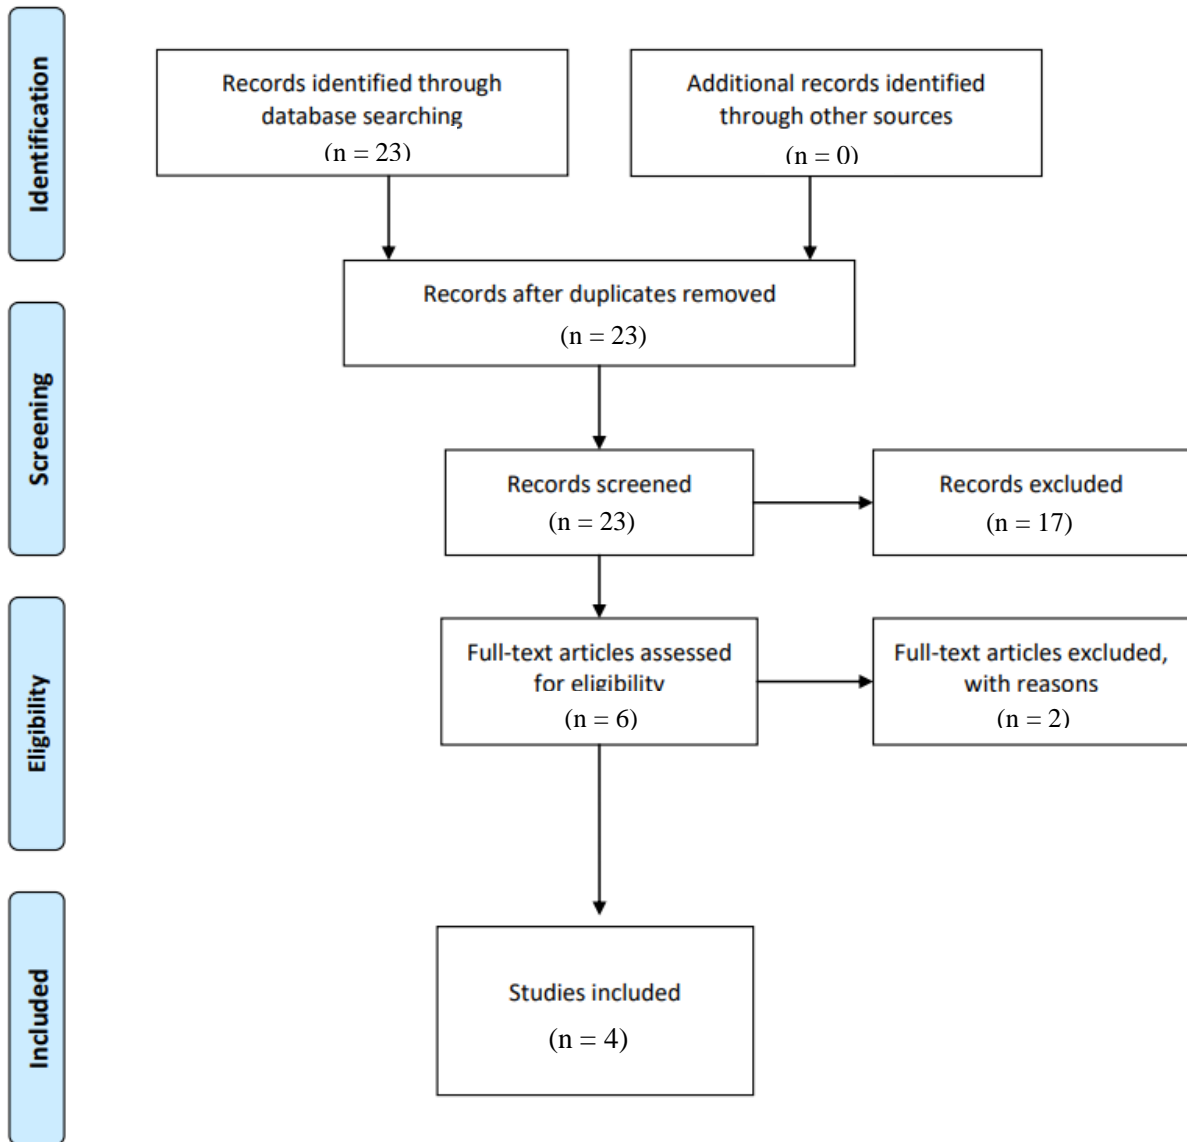 Identification
Records identified through
database searching
(n = 23)
Additional records identified
through other sources
(n = 0)
Records after duplicates removed
(n = 23)
Screening
Records screened
(n = 23)
Records excluded
(n = 17)
Eligibility
Full-text articles assessed
for eligibility
(n = 6)
Full-text articles excluded,
with reasons
(n = 2)
Included
Studies included
(n = 4)